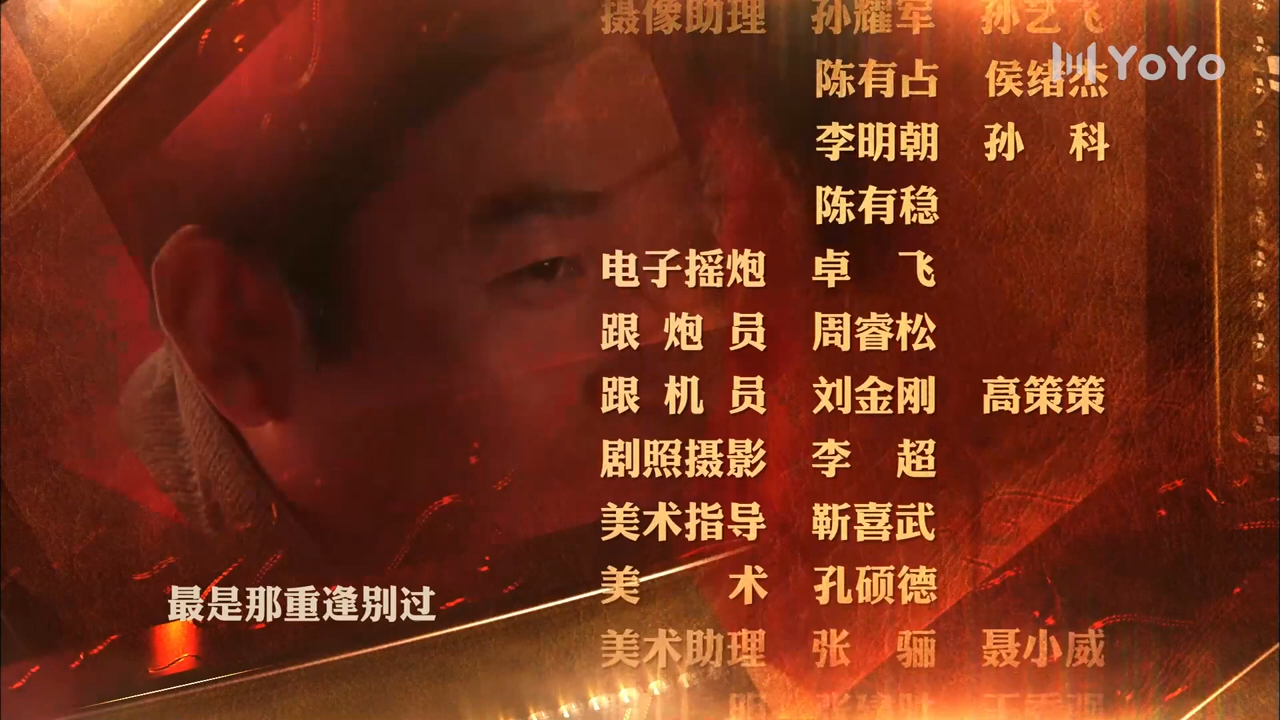 摄像助理 孙耀军 孙艺飞
YoYo
陈有占 侯绪杰
李明朝 孙 科
陈有稳
电子摇炮 卓 飞
跟 炮 员 周睿松
跟 机 员 刘金刚 高策策
剧照摄影 李 超
美术指导 靳喜武
美 术 孔硕德
最是那重逢别过
美术助理 张 骊 聂小威